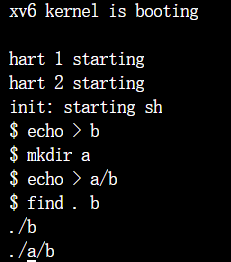 xv6 kernel is booting
hart 1 starting
hart 2 starting
init: starting sh
$ echo > b
$ mkdir a
$ echo > a/b
$ find . b
./b
./a/b